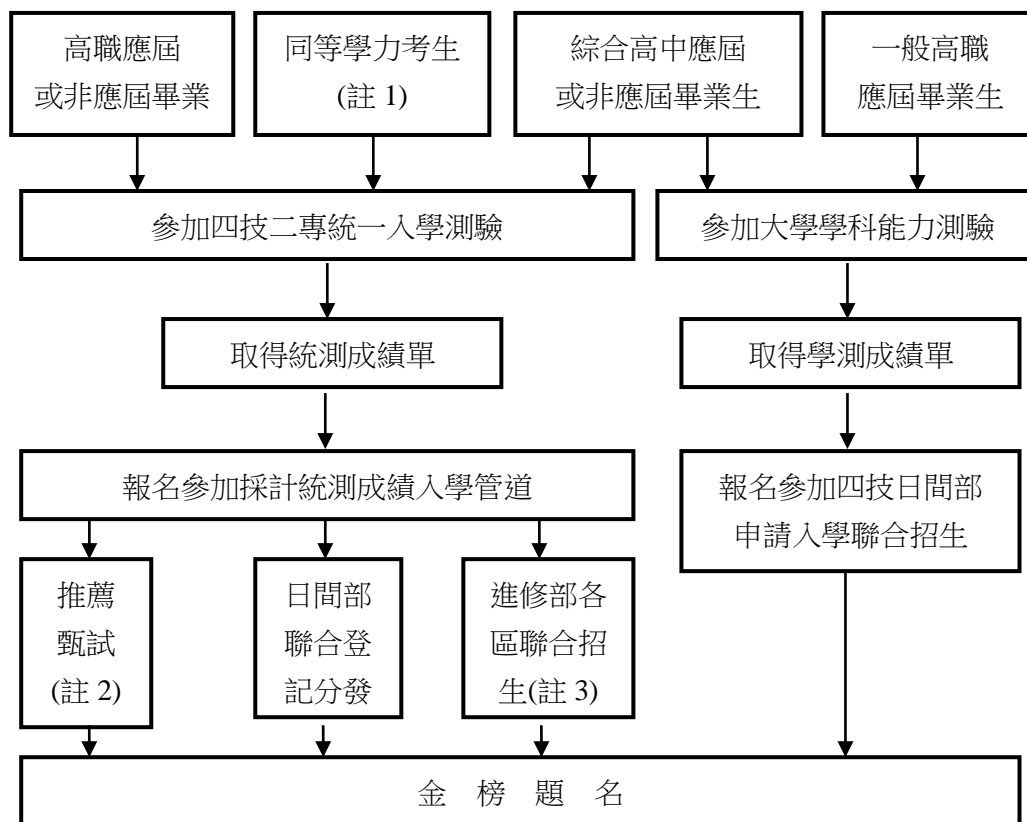 高職應屆
或非應屆畢業
同等學力考生
(註 1)
綜合高中應屆
或非應屆畢業生
一般高職
應屆畢業生
參加四技二專統一入學測驗
參加大學學科能力測驗
取得統測成績單
取得學測成績單
報名參加採計統測成績入學管道
報名參加四技日間部
申請入學聯合招生
推薦
甄試
(註 2)
日間部
聯合登
記分發
進修部各
區聯合招
生(註 3)
金 榜 題 名